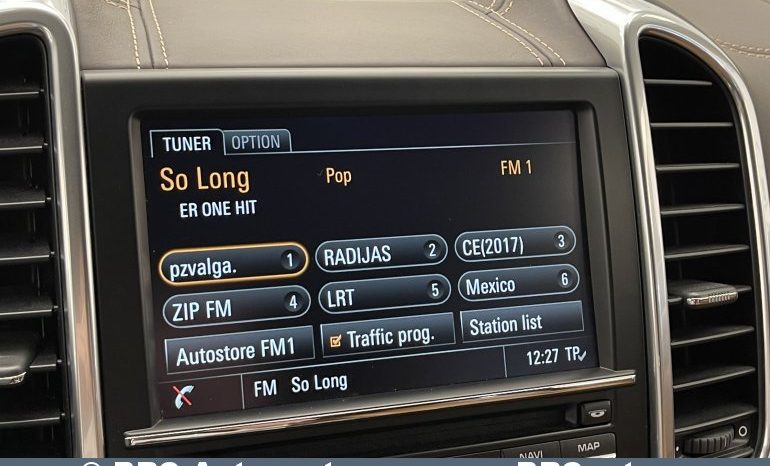 TUNER OPTION
So Long Pop FM 1
ER ONE HIT
pzvalga. 1 RADIJAS 2 CE(2017) 3
ZIP FM 4 LRT 5 Mexico 6
Autostore FM1 Traffic prog. Station list
12:27 TP
FM So Long
NAVI MAP